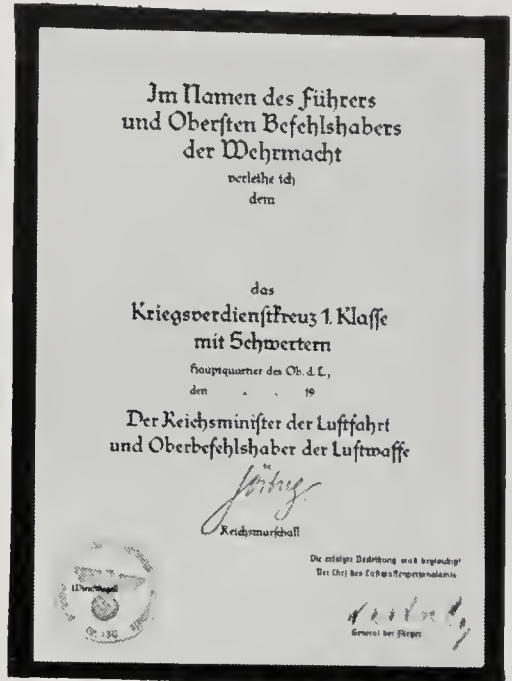 Im Namen des Führers
und Obersten Befehlshabers
der Wehrmacht
verleihe ich
dem
das
Kriegsverdienstkreuz 1. Klasse
mit Schwertern
Hauptquartier des Ob. d. L.,
den . . 19
Der Reichsminister der Luftfahrt
und Oberbefehlshaber der Luftwaffe
Göring
Reichsmarschall
Die erfolgte Verleihung wird beglaubigt
Der Chef des Luftwaffenpersonalamts
(Dienstsiegel)
General der Flieger